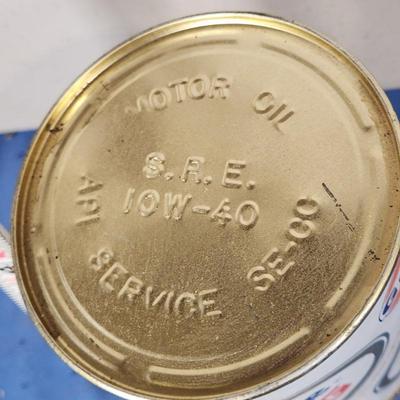 MOTOR OIL
S.A.E.
10W-40
API SERVICE SE-CC